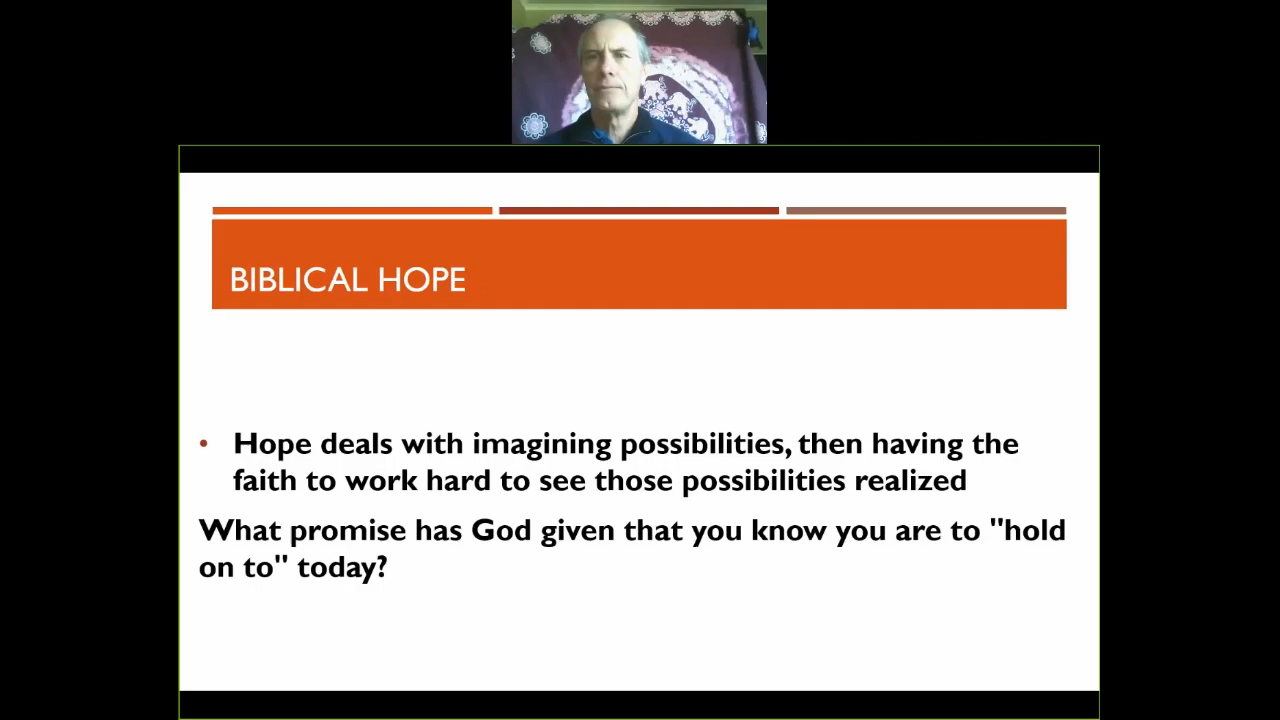 BIBLICAL HOPE
• Hope deals with imagining possibilities, then having the
faith to work hard to see those possibilities realized
What promise has God given that you know you are to "hold
on to" today?